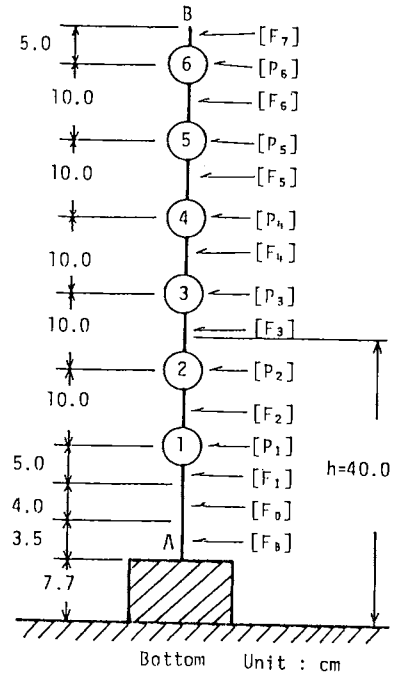 B
[F₇]
5.0
6
[P₆]
10.0
[F₆]
5
[P₅]
10.0
[F₅]
4
[P₄]
10.0
[F₄]
3
[P₃]
10.0
[F₃]
2
[P₂]
10.0
[F₂]
1
[P₁]
5.0
[F₁]
h=40.0
4.0
[F₀]
3.5
A
[F_B]
7.7
Bottom Unit : cm